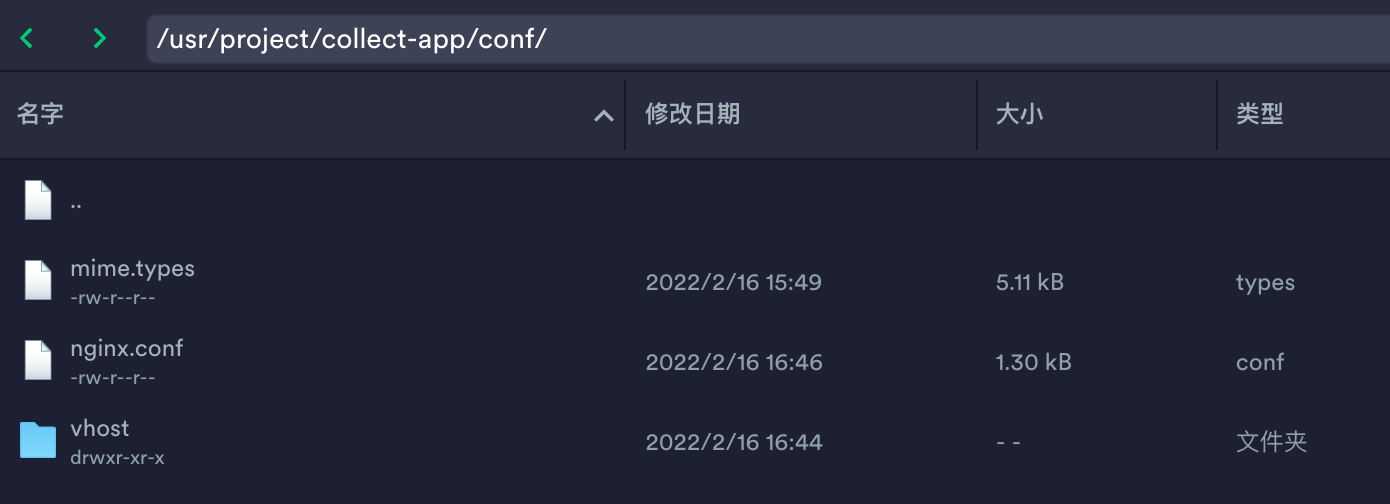 /usr/project/collect-app/conf/
名字 修改日期 大小 类型
..
mime.types
-rw-r--r--
2022/2/16 15:49 5.11 kB types
nginx.conf
-rw-r--r--
2022/2/16 16:46 1.30 kB conf
vhost
drwxr-xr-x
2022/2/16 16:44 - - 文件夹